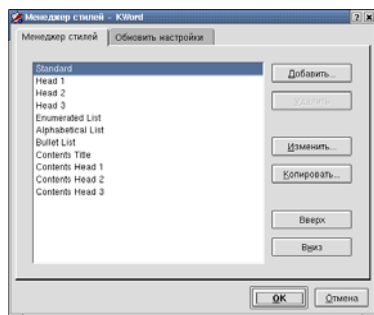 Менеджер стилей - KWord
Менеджер стилей
Обновить настройки
Standard
Head 1
Head 2
Head 3
Enumerated List
Alphabetical List
Bullet List
Contents Title
Contents Head 1
Contents Head 2
Contents Head 3
Добавить...
Удалить
Изменить...
Копировать...
Вверх
Вниз
OK
Отмена